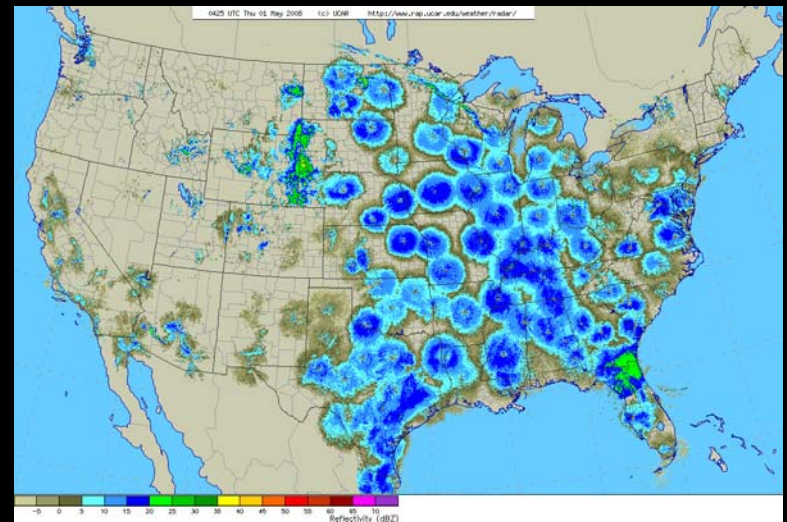 0425 UTC Thu 01 May 2008 (c) UCAR http://www.rap.ucar.edu/weather/radar/
-5 0 5 10 15 20 25 30 35 40 45 50 55 60 65 70
Reflectivity (dBZ)